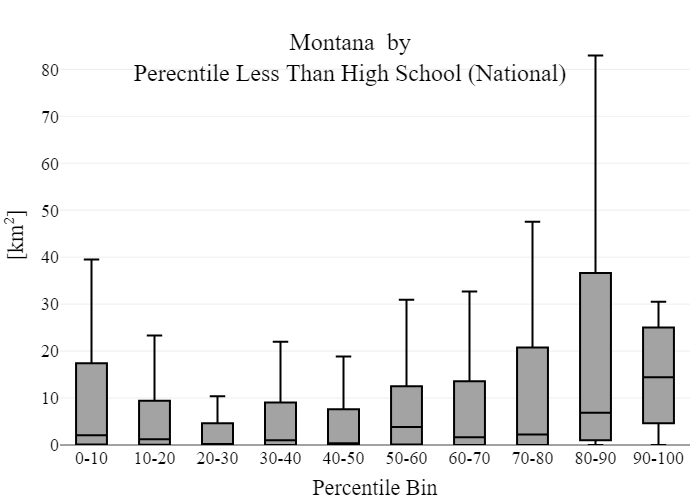 Montana by
Perecntile Less Than High School (National)
80
70
60
50
40
30
20
10
0
[km²]
0-10 10-20 20-30 30-40 40-50 50-60 60-70 70-80 80-90 90-100
Percentile Bin